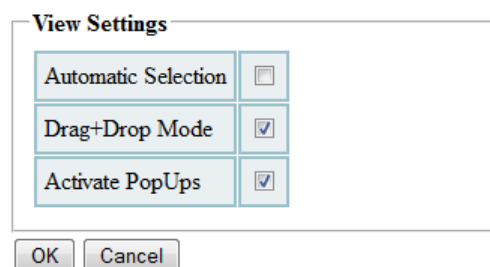 View Settings
Automatic Selection
Drag+Drop Mode
Activate PopUps
OK Cancel